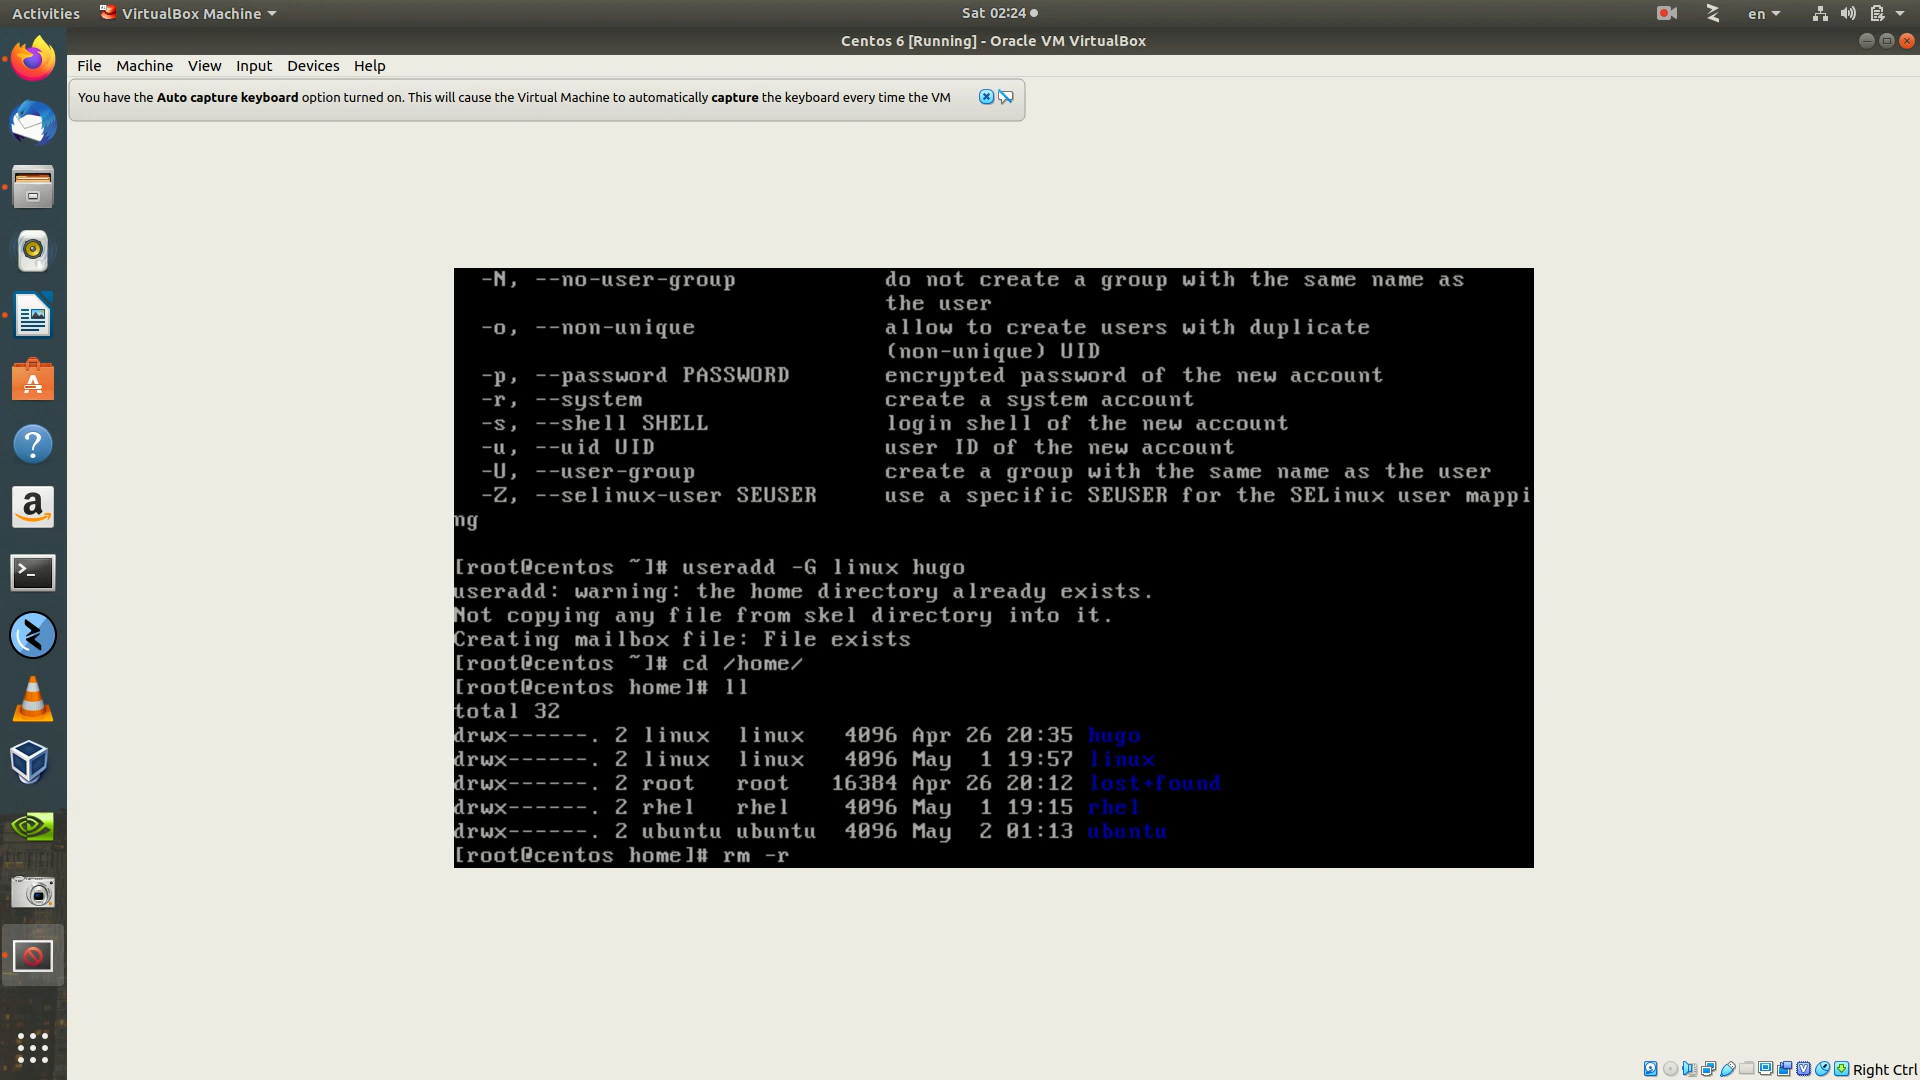 Activities
VirtualBox Machine
Sat 02:24
en
Centos 6 [Running] - Oracle VM VirtualBox
File Machine View Input Devices Help
You have the Auto capture keyboard option turned on. This will cause the Virtual Machine to automatically capture the keyboard every time the VM
-N, --no-user-group do not create a group with the same name as
the user
-o, --non-unique allow to create users with duplicate
(non-unique) UID
-p, --password PASSWORD encrypted password of the new account
-r, --system create a system account
-s, --shell SHELL login shell of the new account
-u, --uid UID user ID of the new account
-U, --user-group create a group with the same name as the user
-Z, --selinux-user SEUSER use a specific SEUSER for the SELinux user mappi
ng
[root@centos ~]# useradd -G linux hugo
useradd: warning: the home directory already exists.
Not copying any file from skel directory into it.
Creating mailbox file: File exists
[root@centos ~]# cd /home/
[root@centos home]# ll
total 32
drwx------. 2 linux linux 4096 Apr 26 20:35 hugo
drwx------. 2 linux linux 4096 May 1 19:57 linux
drwx------. 2 root root 16384 Apr 26 20:12 lost+found
drwx------. 2 rhel rhel 4096 May 1 19:15 rhel
drwx------. 2 ubuntu ubuntu 4096 May 2 01:13 ubuntu
[root@centos home]# rm -r
Right Ctrl